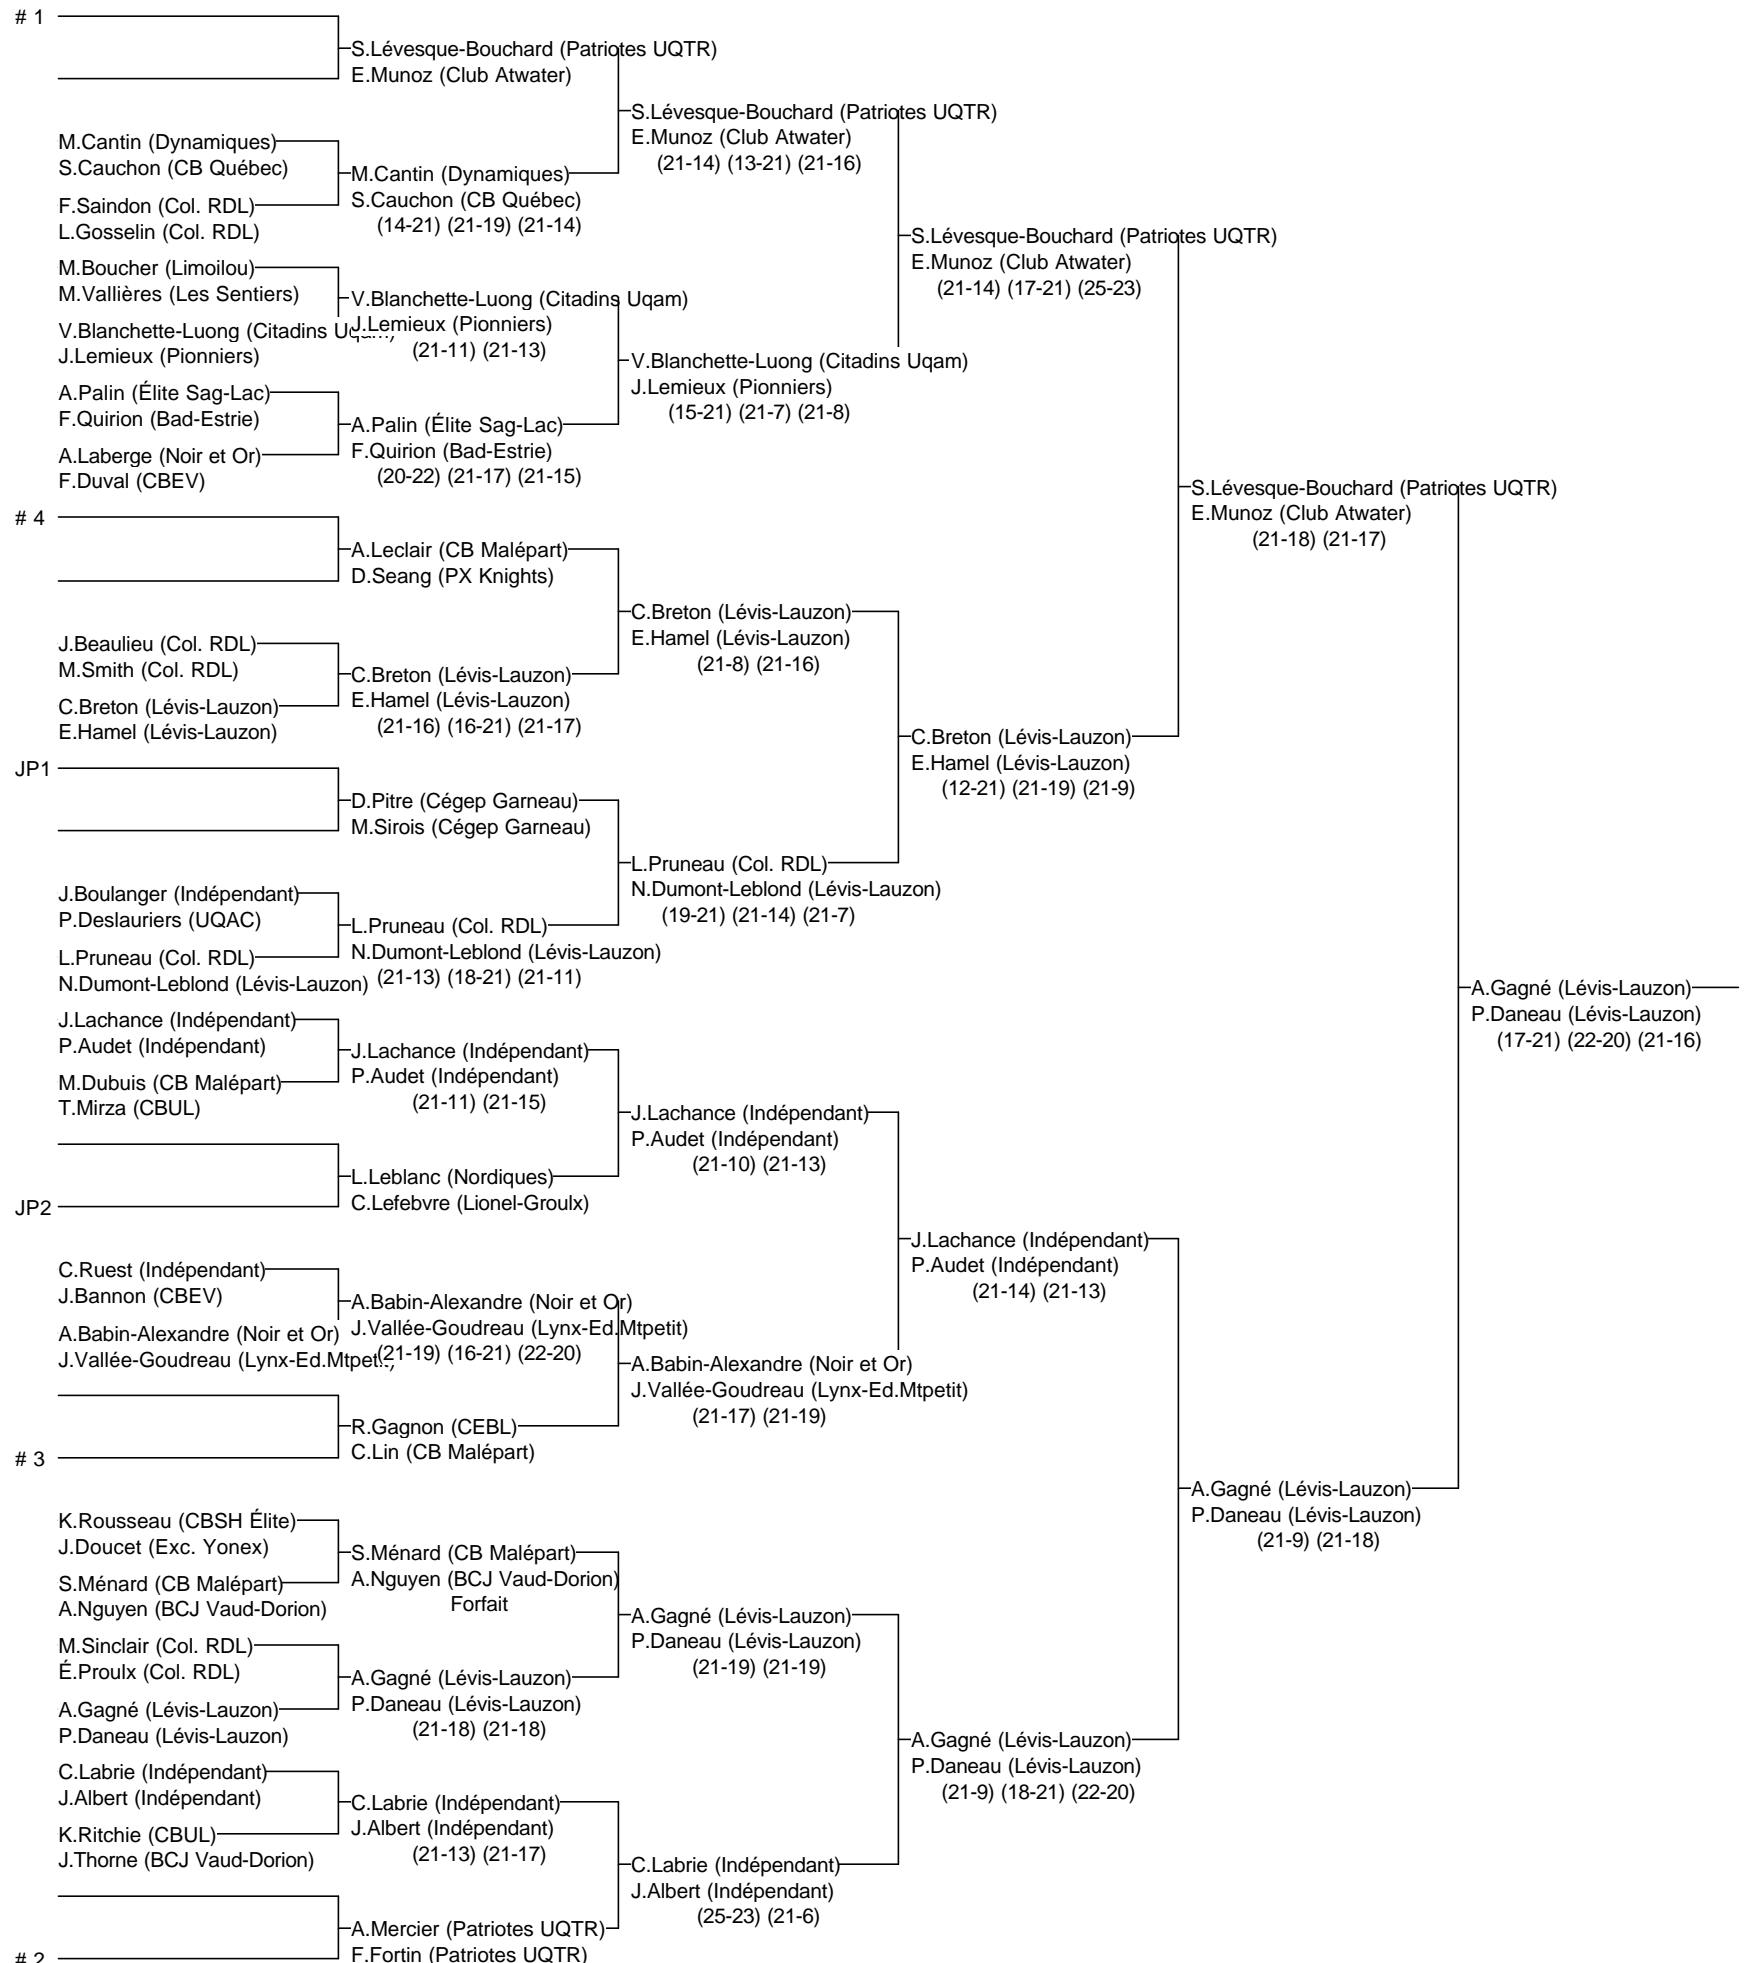 # 1
S.Lévesque-Bouchard (Patriotes UQTR)
E.Munoz (Club Atwater)
S.Lévesque-Bouchard (Patriotes UQTR)
E.Munoz (Club Atwater)
(21-14) (13-21) (21-16)
M.Cantin (Dynamiques)
S.Cauchon (CB Québec)
M.Cantin (Dynamiques)
S.Cauchon (CB Québec)
(14-21) (21-19) (21-14)
F.Saindon (Col. RDL)
L.Gosselin (Col. RDL)
S.Lévesque-Bouchard (Patriotes UQTR)
E.Munoz (Club Atwater)
(21-14) (17-21) (25-23)
M.Boucher (Limoilou)
M.Vallières (Les Sentiers)
V.Blanchette-Luong (Citadins Uqam)
J.Lemieux (Pionniers)
(21-11) (21-13)
V.Blanchette-Luong (Citadins Uqam)
J.Lemieux (Pionniers)
V.Blanchette-Luong (Citadins Uqam)
J.Lemieux (Pionniers)
(15-21) (21-7) (21-8)
A.Palin (Élite Sag-Lac)
F.Quirion (Bad-Estrie)
A.Palin (Élite Sag-Lac)
F.Quirion (Bad-Estrie)
(20-22) (21-17) (21-15)
A.Laberge (Noir et Or)
F.Duval (CBEV)
S.Lévesque-Bouchard (Patriotes UQTR)
E.Munoz (Club Atwater)
(21-18) (21-17)
# 4
A.Leclair (CB Malépart)
D.Seang (PX Knights)
C.Breton (Lévis-Lauzon)
E.Hamel (Lévis-Lauzon)
(21-8) (21-16)
J.Beaulieu (Col. RDL)
M.Smith (Col. RDL)
C.Breton (Lévis-Lauzon)
E.Hamel (Lévis-Lauzon)
(21-16) (16-21) (21-17)
C.Breton (Lévis-Lauzon)
E.Hamel (Lévis-Lauzon)
C.Breton (Lévis-Lauzon)
E.Hamel (Lévis-Lauzon)
(12-21) (21-19) (21-9)
JP1
D.Pitre (Cégep Garneau)
M.Sirois (Cégep Garneau)
L.Pruneau (Col. RDL)
N.Dumont-Leblond (Lévis-Lauzon)
(19-21) (21-14) (21-7)
J.Boulanger (Indépendant)
P.Deslauriers (UQAC)
L.Pruneau (Col. RDL)
N.Dumont-Leblond (Lévis-Lauzon)
(21-13) (18-21) (21-11)
L.Pruneau (Col. RDL)
N.Dumont-Leblond (Lévis-Lauzon)
A.Gagné (Lévis-Lauzon)
P.Daneau (Lévis-Lauzon)
(17-21) (22-20) (21-16)
J.Lachance (Indépendant)
P.Audet (Indépendant)
J.Lachance (Indépendant)
P.Audet (Indépendant)
(21-11) (21-15)
M.Dubuis (CB Malépart)
T.Mirza (CBUL)
J.Lachance (Indépendant)
P.Audet (Indépendant)
(21-10) (21-13)
L.Leblanc (Nordiques)
C.Lefebvre (Lionel-Groulx)
JP2
J.Lachance (Indépendant)
P.Audet (Indépendant)
(21-14) (21-13)
C.Ruest (Indépendant)
J.Bannon (CBEV)
A.Babin-Alexandre (Noir et Or)
J.Vallée-Goudreau (Lynx-Ed.Mtpetit)
(21-19) (16-21) (22-20)
A.Babin-Alexandre (Noir et Or)
J.Vallée-Goudreau (Lynx-Ed.Mtpetit)
A.Babin-Alexandre (Noir et Or)
J.Vallée-Goudreau (Lynx-Ed.Mtpetit)
(21-17) (21-19)
R.Gagnon (CEBL)
C.Lin (CB Malépart)
# 3
A.Gagné (Lévis-Lauzon)
P.Daneau (Lévis-Lauzon)
(21-9) (21-18)
K.Rousseau (CBSH Élite)
J.Doucet (Exc. Yonex)
S.Ménard (CB Malépart)
A.Nguyen (BCJ Vaud-Dorion)
Forfait
S.Ménard (CB Malépart)
A.Nguyen (BCJ Vaud-Dorion)
A.Gagné (Lévis-Lauzon)
P.Daneau (Lévis-Lauzon)
(21-19) (21-19)
M.Sinclair (Col. RDL)
É.Proulx (Col. RDL)
A.Gagné (Lévis-Lauzon)
P.Daneau (Lévis-Lauzon)
(21-18) (21-18)
A.Gagné (Lévis-Lauzon)
P.Daneau (Lévis-Lauzon)
A.Gagné (Lévis-Lauzon)
P.Daneau (Lévis-Lauzon)
(21-9) (18-21) (22-20)
C.Labrie (Indépendant)
J.Albert (Indépendant)
C.Labrie (Indépendant)
J.Albert (Indépendant)
(21-13) (21-17)
K.Ritchie (CBUL)
J.Thorne (BCJ Vaud-Dorion)
C.Labrie (Indépendant)
J.Albert (Indépendant)
(25-23) (21-6)
A.Mercier (Patriotes UQTR)
F.Fortin (Patriotes UQTR)
# 2